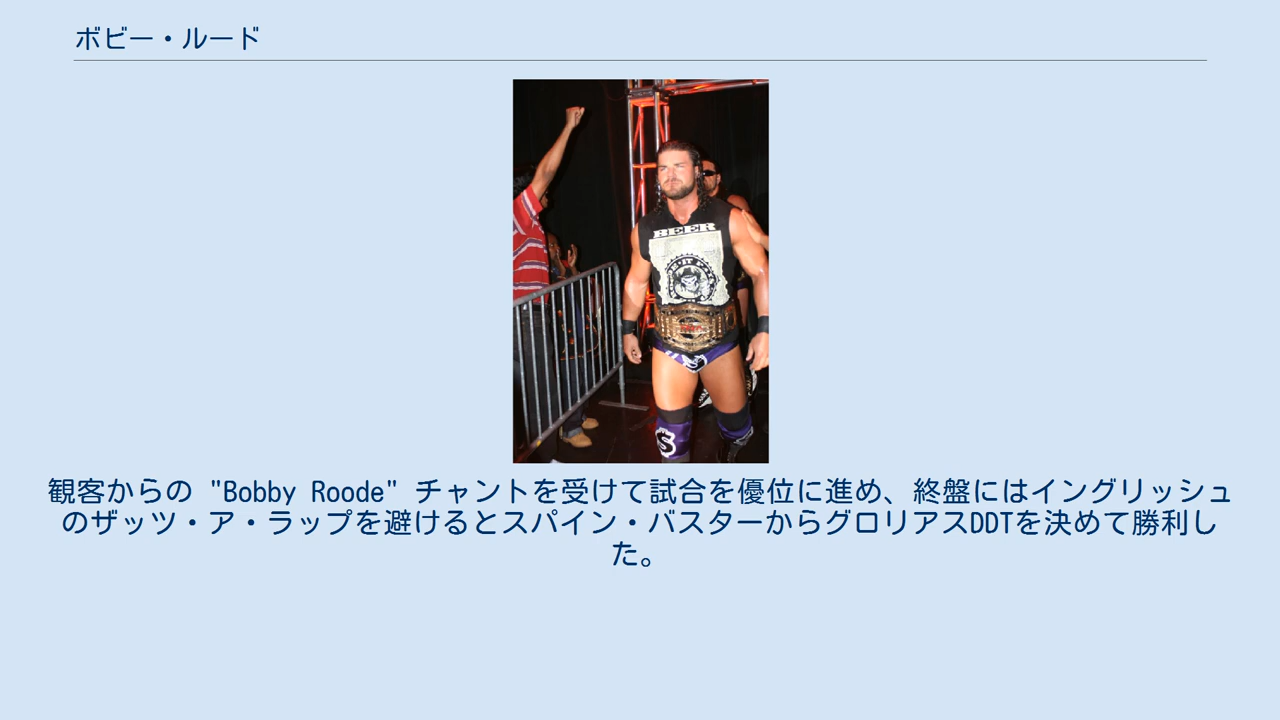 ボビー・ルード
BEER
観客からの "Bobby Roode" チャントを受けて試合を優位に進め、終盤にはイングリッシュ
のザッツ・ア・ラップを避けるとスパイン・バスターからグロリアスDDTを決めて勝利し
た。